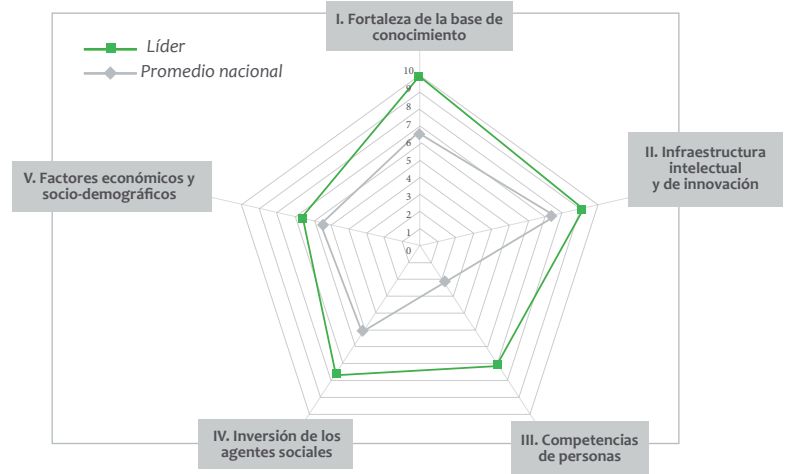 I. Fortaleza de la base de
conocimiento
Líder
Promedio nacional
10
9
8
7
6
5
4
3
2
1
0
II. Infraestructura
intelectual
y de innovación
V. Factores económicos y
socio-demográficos
IV. Inversión de los
agentes sociales
III. Competencias
de personas